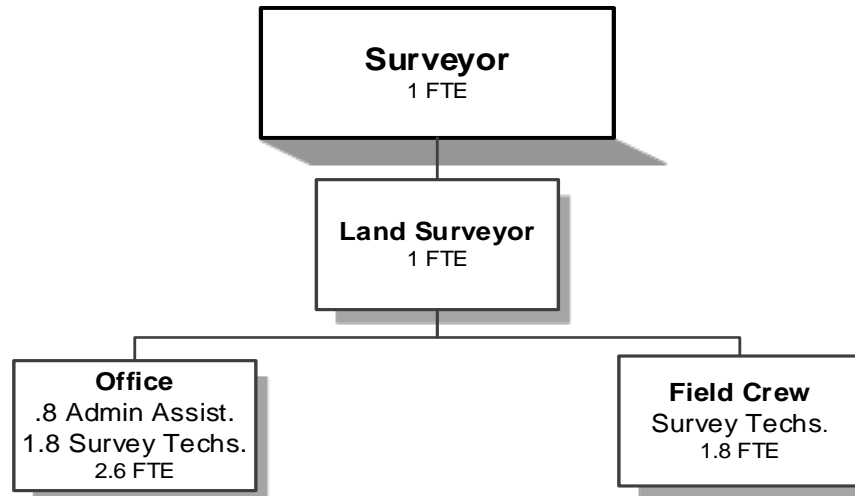 Surveyor
1 FTE
Land Surveyor
1 FTE
Office
.8 Admin Assist.
1.8 Survey Techs.
2.6 FTE
Field Crew
Survey Techs.
1.8 FTE